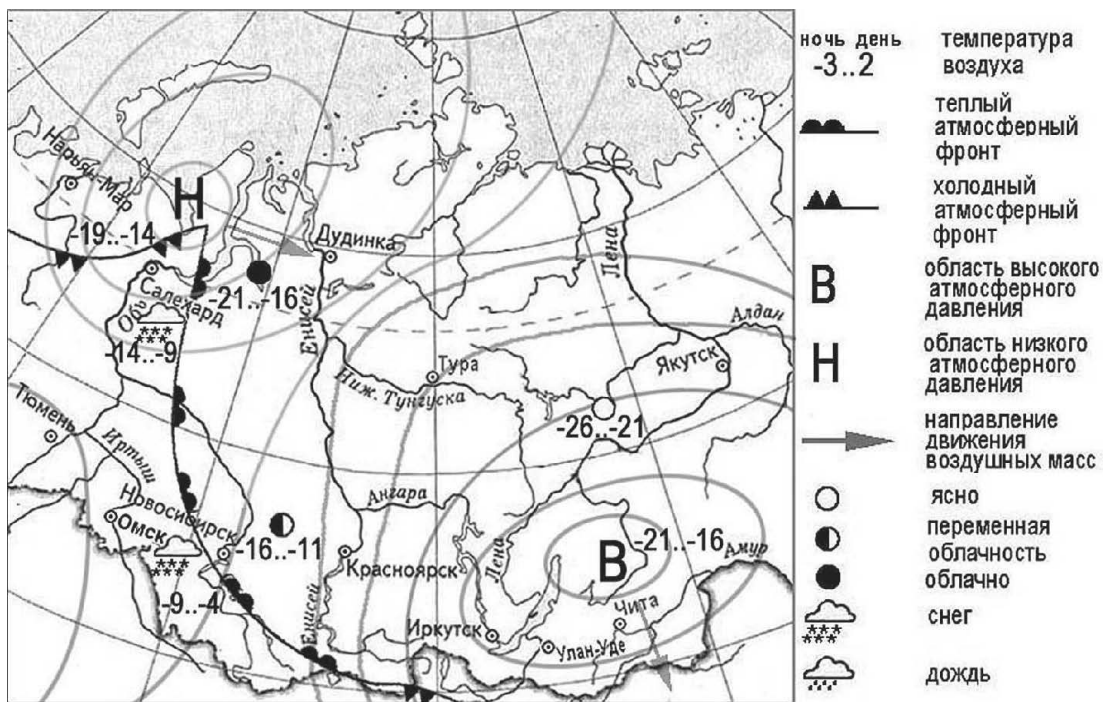 Нарьян-Мар
Н
-19..-14
Дудинка
Салехард
-21..-16
Обь
Енисей
-14..-9
Лена
Алдан
Тура
Якутск
Ниж. Тунгуска
-26..-21
Тюмень
Иртыш
Ангара
Новосибирск
Омск
-16..-11
Красноярск
Лена
В
-21..-16
Амур
-9..-4
Енисей
Иркутск
Улан-Уде
Чита
ночь день
-3..2
температура
воздуха
теплый
атмосферный
фронт
холодный
атмосферный
фронт
В
область высокого
атмосферного
давления
Н
область низкого
атмосферного
давления
направление
движения
воздушных масс
ясно
переменная
облачность
облачно
снег
дождь